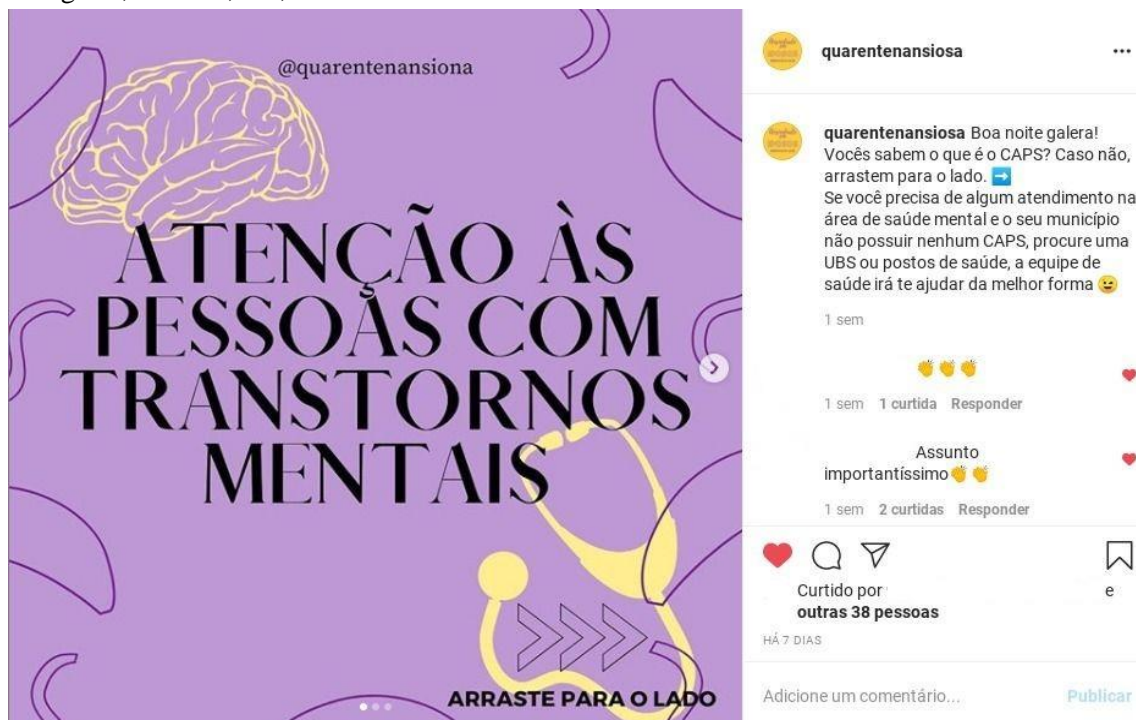 @quarentenansiona
ATENÇÃO ÀS
PESSOAS COM
TRANSTORNOS
MENTAIS
ARRASTE PARA O LADO
quarentenansiosa
quarentenansiosa Boa noite galera!
Vocês sabem o que é o CAPS? Caso não,
arrastem para o lado. ➡️
Se você precisa de algum atendimento na
área de saúde mental e o seu município
não possuir nenhum CAPS, procure uma
UBS ou postos de saúde, a equipe de
saúde irá te ajudar da melhor forma 😉
1 sem
👏👏👏
1 sem 1 curtida Responder
Assunto
importantíssimo👏👏
1 sem 2 curtidas Responder
Curtido por e
outras 38 pessoas
HÁ 7 DIAS
Adicione um comentário... Publicar